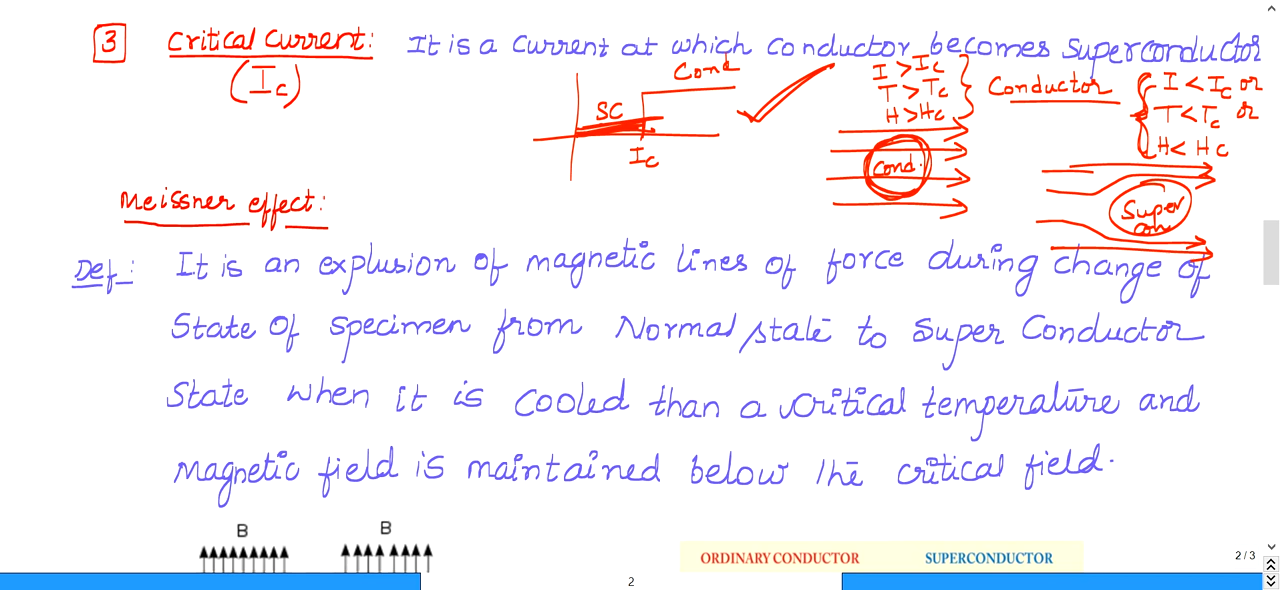 3 Critical Current: It is a current at which conductor becomes superconductor
(Ic)
Cond
SC
Ic
I > Ic
T > Tc
H > Hc
Conductor
I < Ic or
T < Tc or
H < Hc
Cond.
Super
Meissner effect:
Def: It is an explusion of magnetic lines of force during change of
State of specimen from Normal state to Super Conductor
State when it is cooled than a critical temperature and
magnetic field is maintained below the critical field.
B B
ORDINARY CONDUCTOR SUPERCONDUCTOR
2 / 3
2